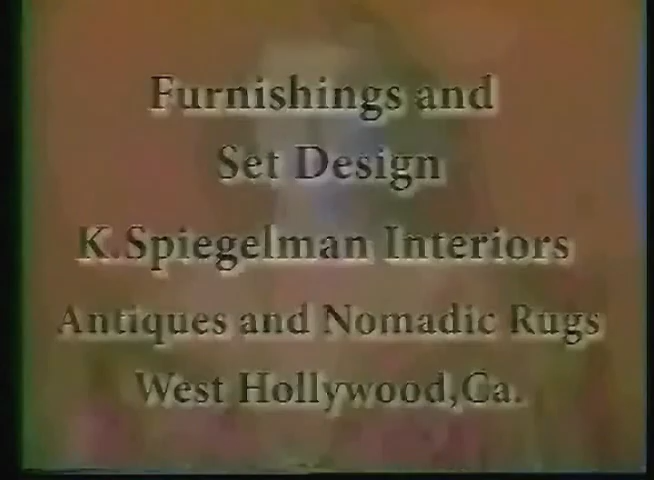 Furnishings and
Set Design
K.Spiegelman Interiors
Antiques and Nomadic Rugs
West Hollywood,Ca.